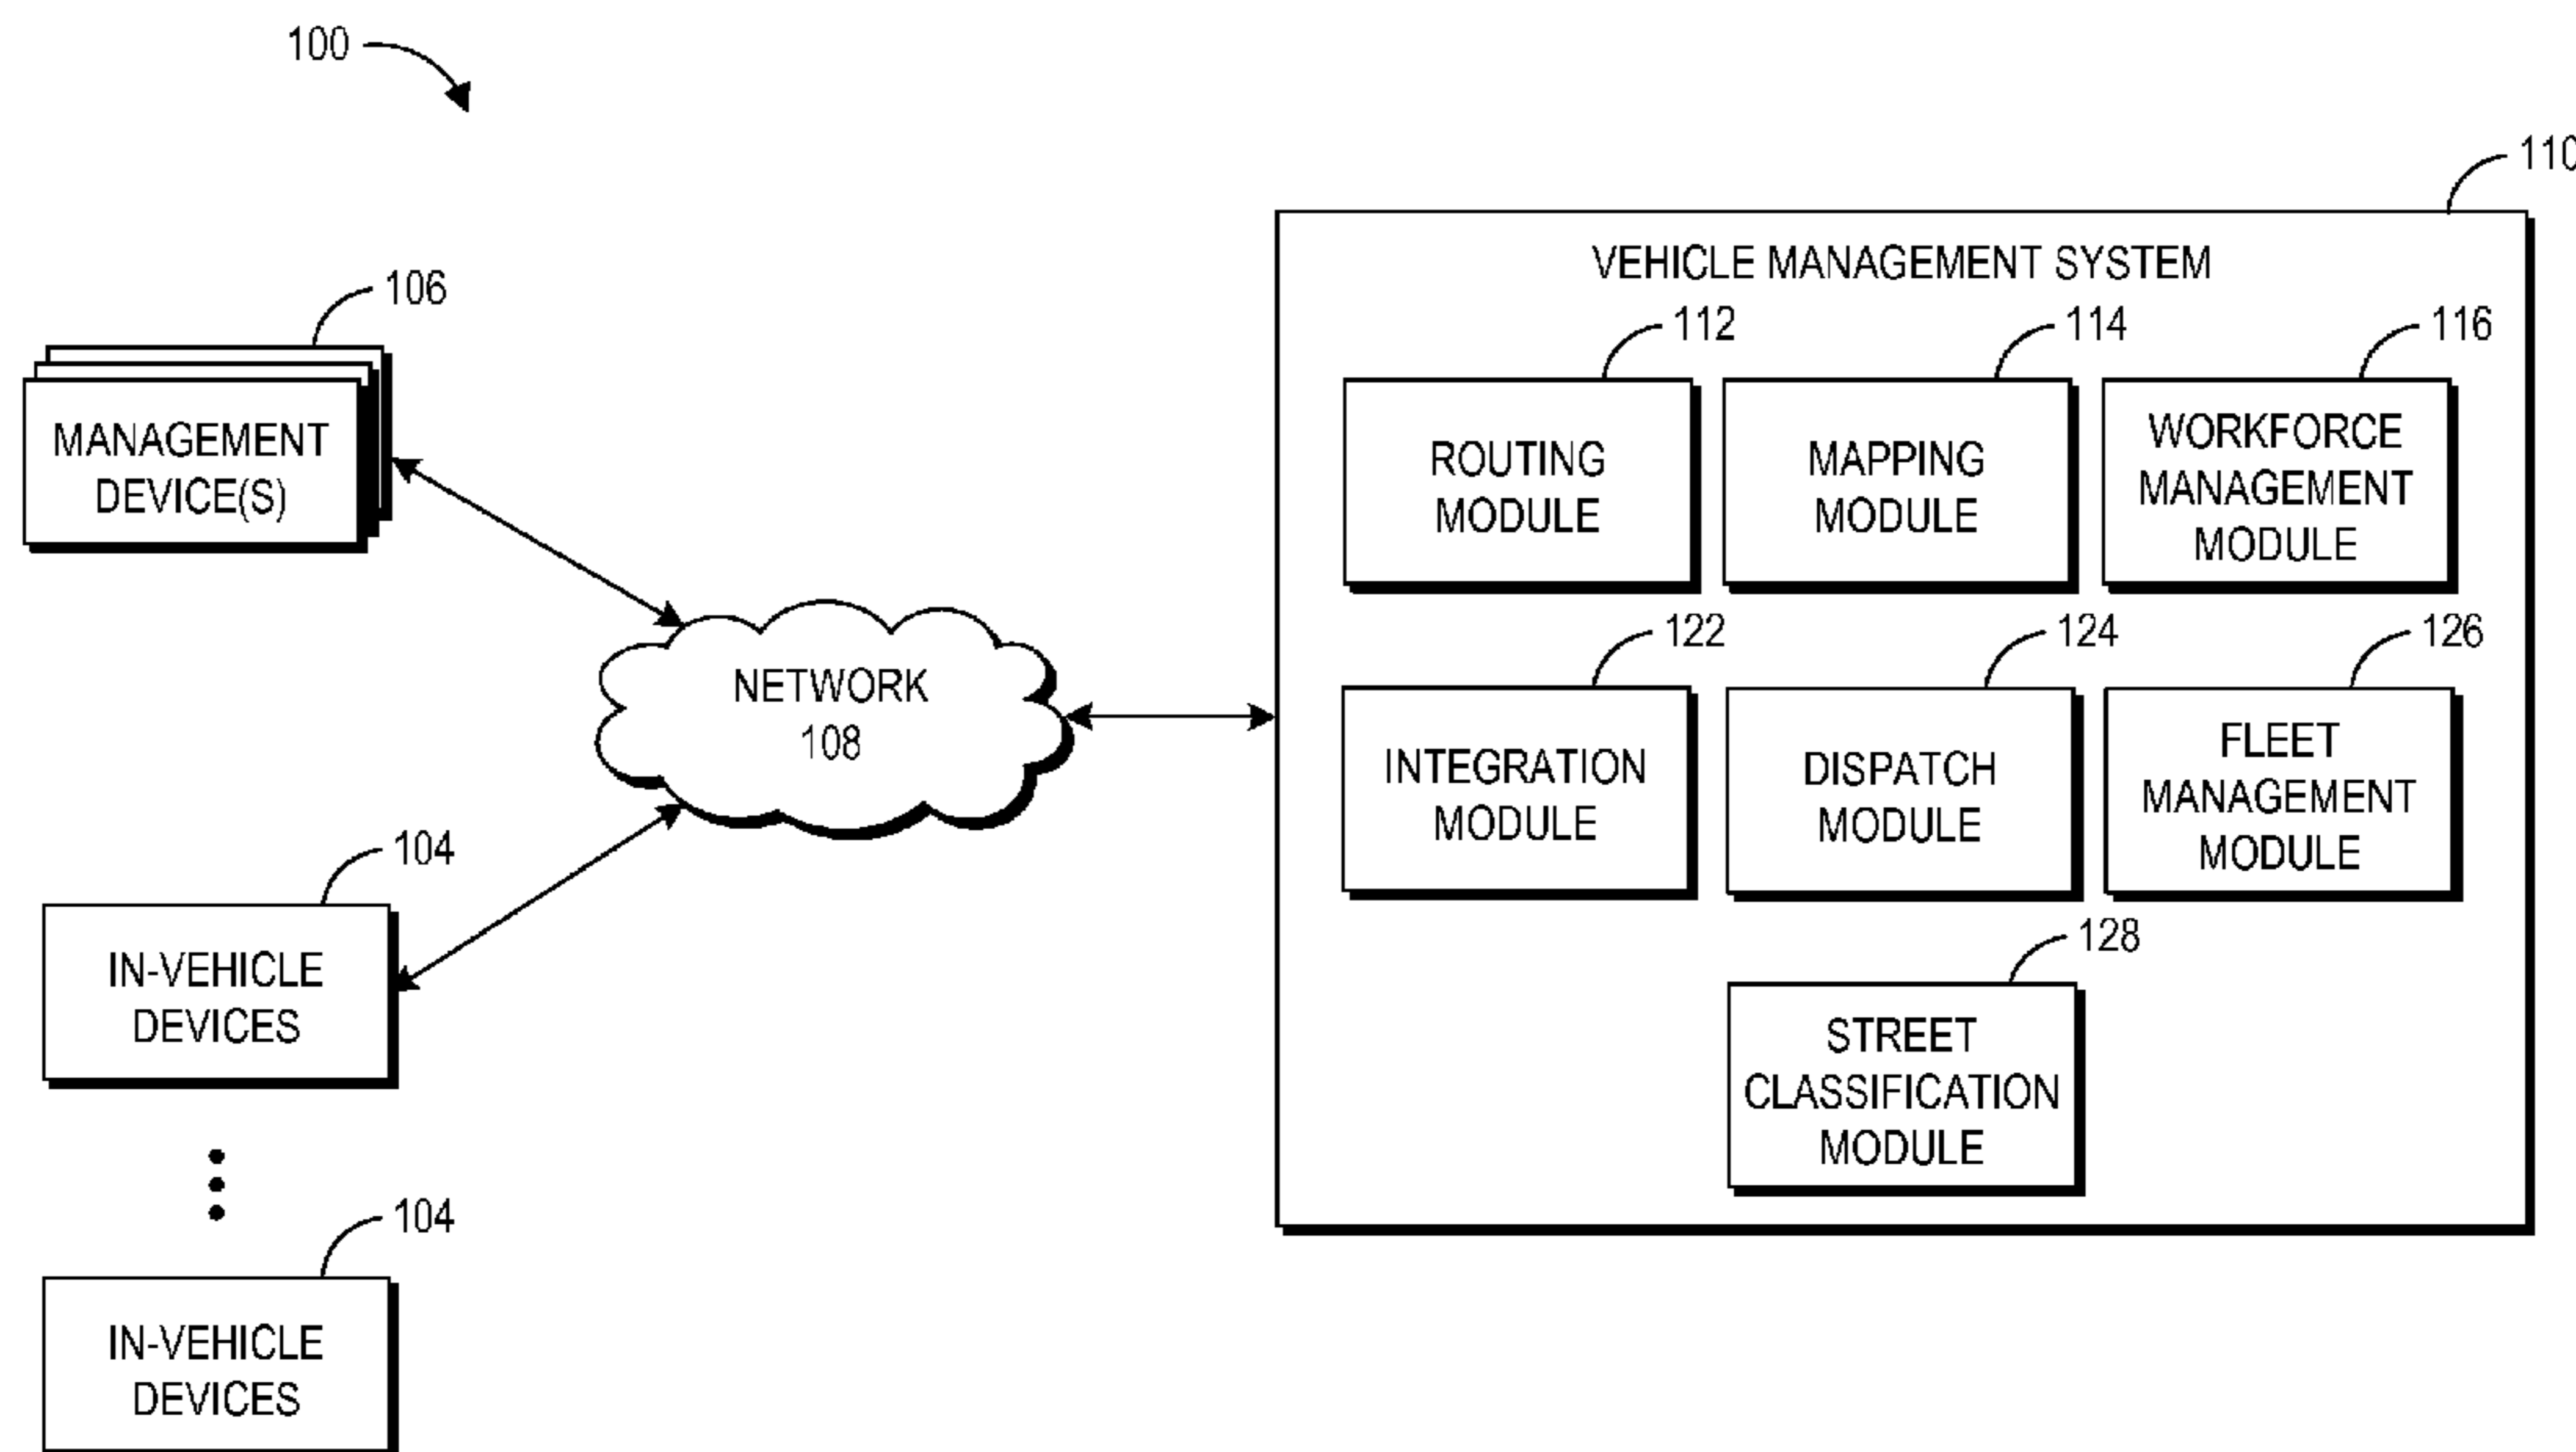 100
110
VEHICLE MANAGEMENT SYSTEM
106
112
114
116
MANAGEMENT
DEVICE(S)
ROUTING
MODULE
MAPPING
MODULE
WORKFORCE
MANAGEMENT
MODULE
122
124
126
NETWORK
108
INTEGRATION
MODULE
DISPATCH
MODULE
FLEET
MANAGEMENT
MODULE
104
IN-VEHICLE
DEVICES
128
STREET
CLASSIFICATION
MODULE
104
IN-VEHICLE
DEVICES